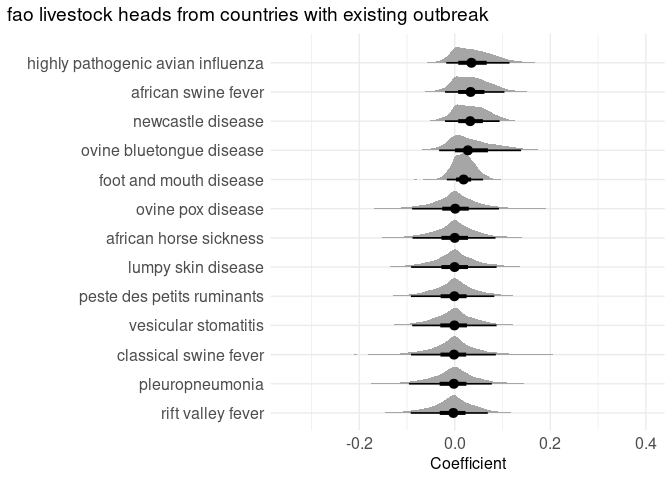 fao livestock heads from countries with existing outbreak
highly pathogenic avian influenza
african swine fever
newcastle disease
ovine bluetongue disease
foot and mouth disease
ovine pox disease
african horse sickness
lumpy skin disease
peste des petits ruminants
vesicular stomatitis
classical swine fever
pleuropneumonia
rift valley fever
-0.2 0.0 0.2 0.4
Coefficient